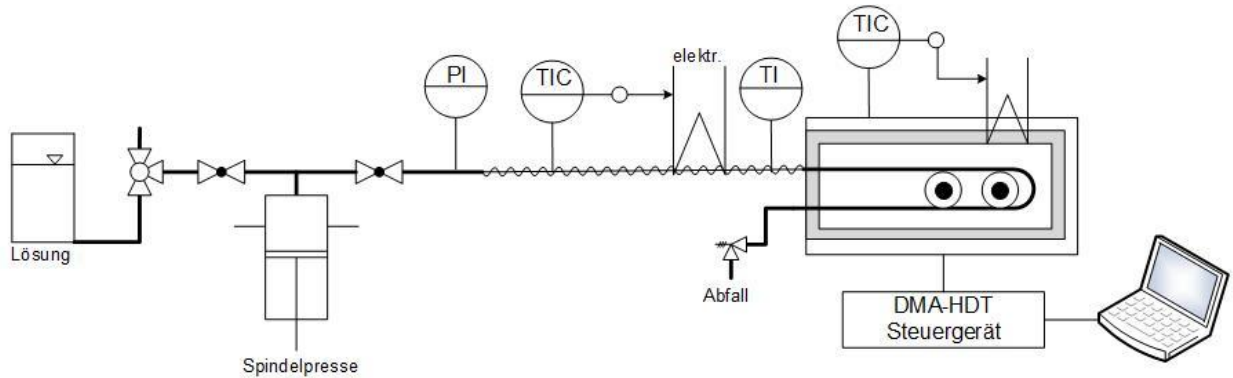 TIC
elektr.
PI
TIC
TI
Lösung
Abfall
DMA-HDT
Steuergerät
Spindelpresse